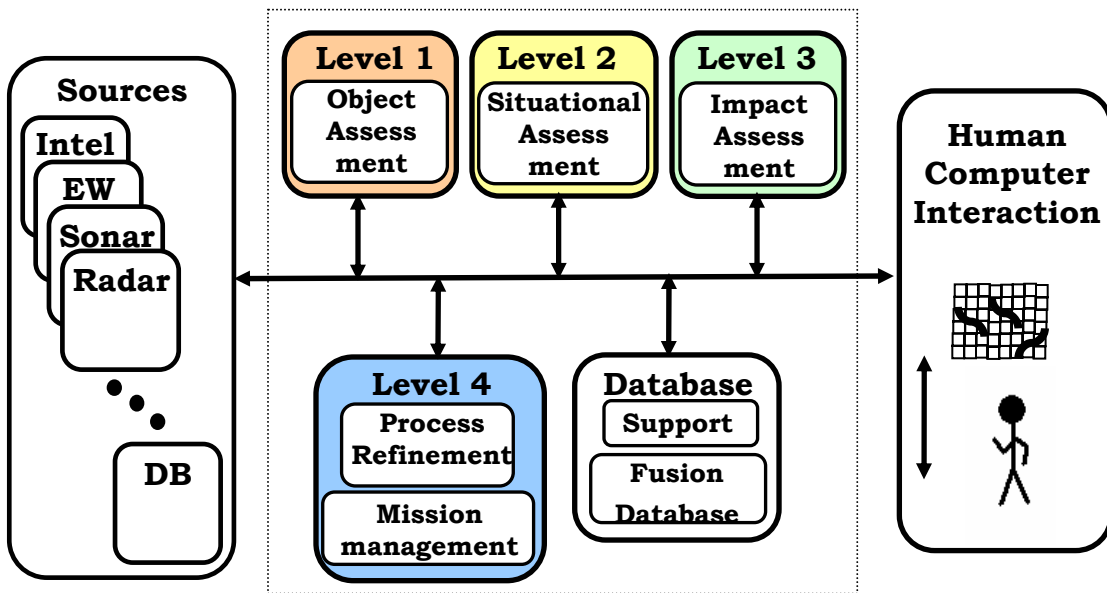 Sources
Intel
EW
Sonar
Radar
DB
Level 1
Object
Assess
ment
Level 2
Situational
Assess
ment
Level 3
Impact
Assess
ment
Level 4
Process
Refinement
Mission
management
Database
Support
Fusion
Database
Human
Computer
Interaction